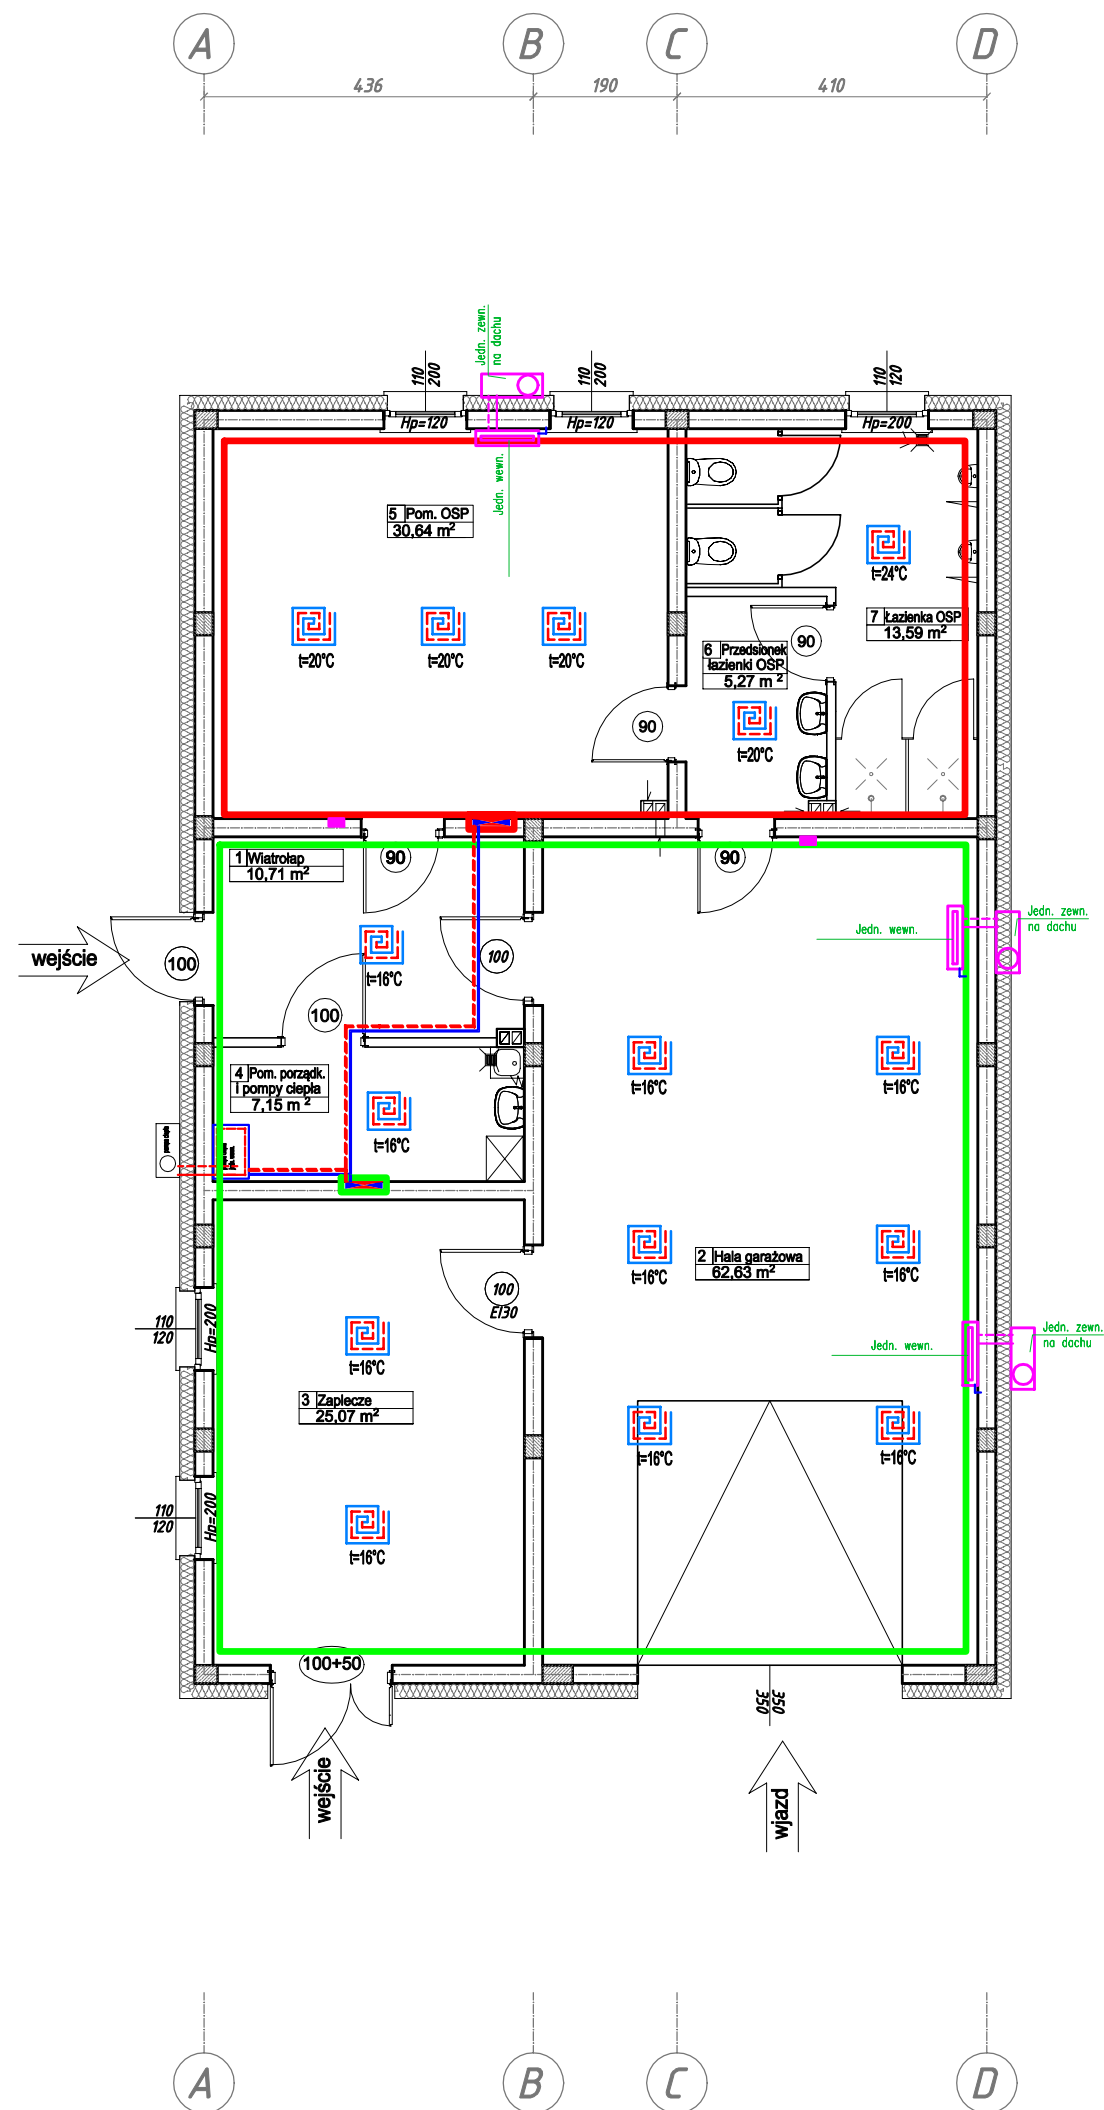 A B C D
436 190 410
Jedn. zewn.
na dachu
110
200
110
200
110
120
Hp=120
Hp=120
Hp=200
Jedn. wewn.
5 Pom. OSP
30,64 m²
t=24°C
7 Łazienka OSP
13,59 m²
t=20°C
t=20°C
t=20°C
90
6 Przedsionek
łazienki OSP
5,27 m ²
90
t=20°C
1 Wiatrołap
10,71 m²
90
90
Jedn. zewn.
na dachu
Jedn. wewn.
wejście
100
100
t=16°C
100
4 Pom. porządk.
i pompy ciepła
7,15 m ²
t=16°C
t=16°C
t=16°C
pompa ciepła
2 Hala garażowa
62,63 m²
t=16°C
t=16°C
100
EI30
110
120
Hp=200
Jedn. zewn.
na dachu
Jedn. wewn.
t=16°C
3 Zaplecze
25,07 m²
t=16°C
t=16°C
110
120
Hp=200
t=16°C
100+50
350
350
wejście
wjazd
A B C D